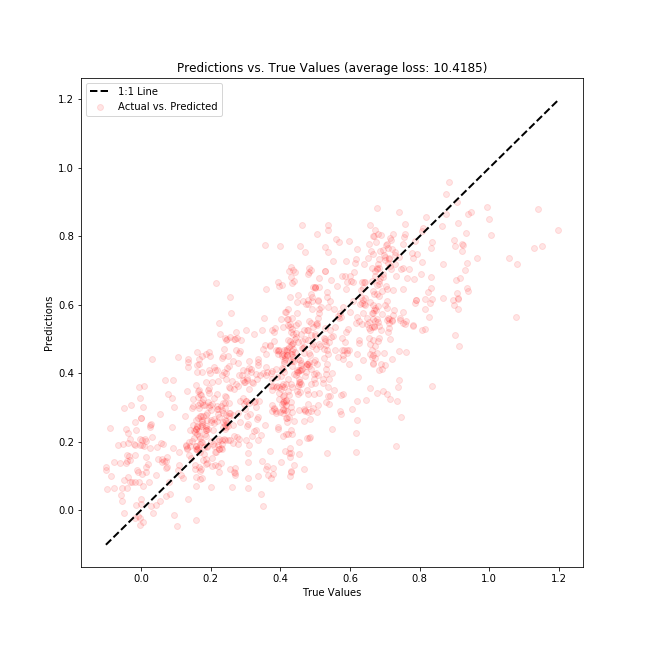 Predictions vs. True Values (average loss: 10.4185)
1:1 Line
Actual vs. Predicted
1.2
1.0
0.8
0.6
0.4
0.2
0.0
Predictions
0.0 0.2 0.4 0.6 0.8 1.0 1.2
True Values